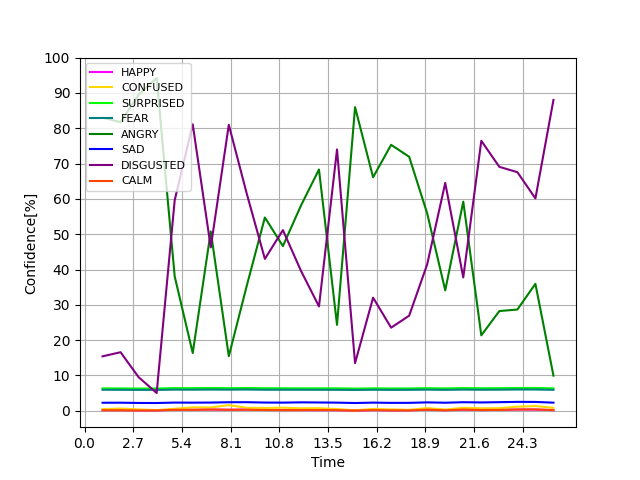 100
90
80
70
60
50
40
30
20
10
0
Confidence[%]
HAPPY
CONFUSED
SURPRISED
FEAR
ANGRY
SAD
DISGUSTED
CALM
0.0 2.7 5.4 8.1 10.8 13.5 16.2 18.9 21.6 24.3
Time